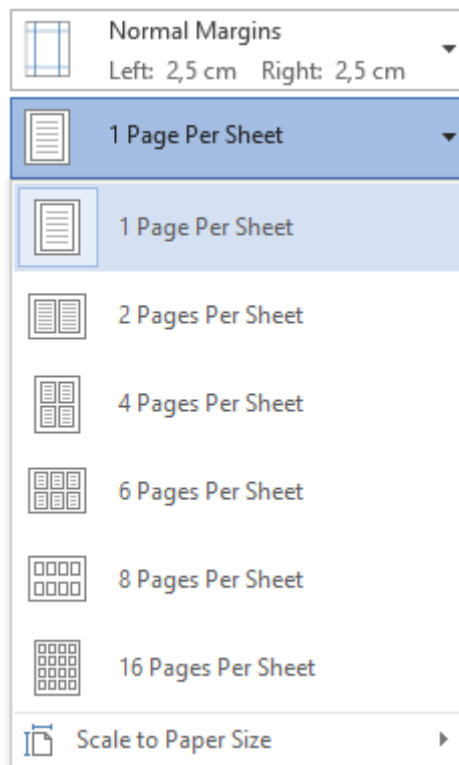 Normal Margins
Left: 2,5 cm Right: 2,5 cm
1 Page Per Sheet
1 Page Per Sheet
2 Pages Per Sheet
4 Pages Per Sheet
6 Pages Per Sheet
8 Pages Per Sheet
16 Pages Per Sheet
Scale to Paper Size